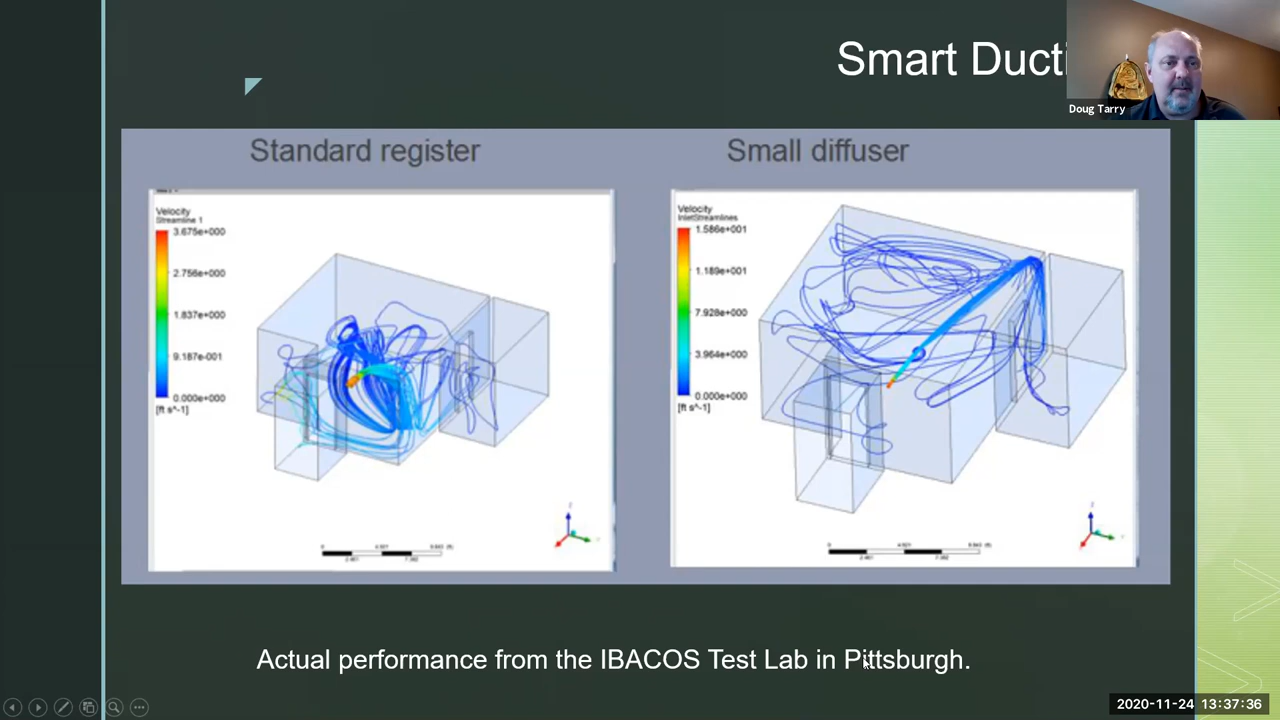 Smart Ducti
Doug Tarry
Standard register
Small diffuser
Velocity
Streamline 1
3.675e+000
2.756e+000
1.837e+000
9.187e-001
0.000e+000
[ft s^-1]
Velocity
InletStreamlines
1.586e+001
1.189e+001
7.928e+000
3.964e+000
0.000e+000
[ft s^-1]
Actual performance from the IBACOS Test Lab in Pittsburgh.
2020-11-24 13:37:36